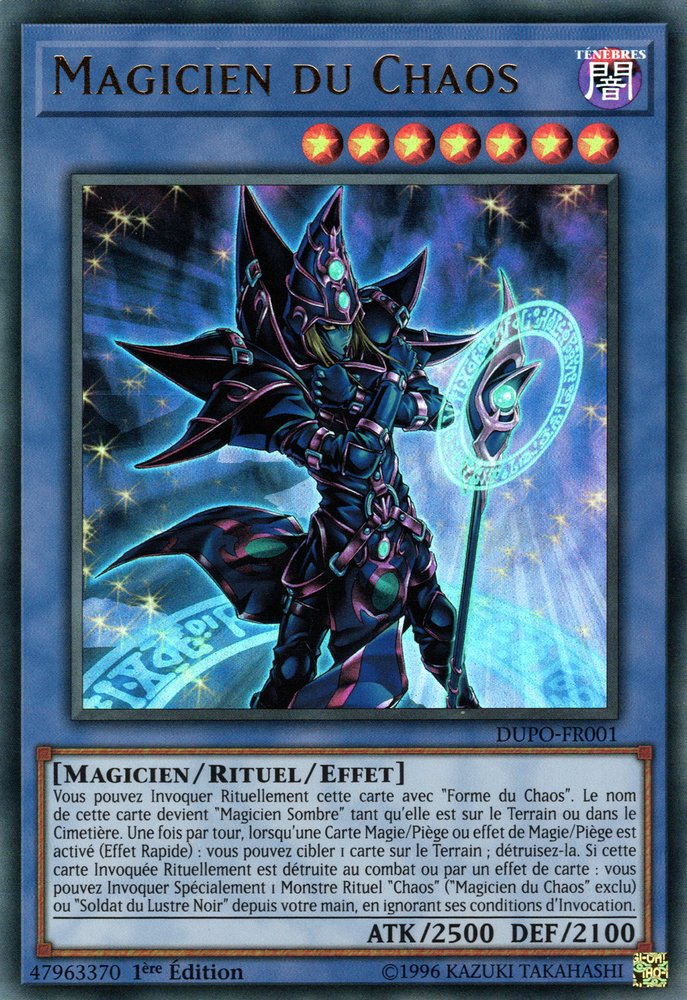 MAGICIEN DU CHAOS
TÉNÈBRES
闇
DUPO-FR001
[MAGICIEN/RITUEL/EFFET]
Vous pouvez Invoquer Rituellement cette carte avec "Forme du Chaos". Le nom
de cette carte devient "Magicien Sombre" tant qu'elle est sur le Terrain ou dans le
Cimetière. Une fois par tour, lorsqu'une Carte Magie/Piège ou effet de Magie/Piège est
activé (Effet Rapide) : vous pouvez cibler 1 carte sur le Terrain ; détruisez-la. Si cette
carte Invoquée Rituellement est détruite au combat ou par un effet de carte : vous
pouvez Invoquer Spécialement 1 Monstre Rituel "Chaos" ("Magicien du Chaos" exclu)
ou "Soldat du Lustre Noir" depuis votre main, en ignorant ses conditions d'Invocation.
ATK/2500 DEF/2100
47963370 1ère Édition ©1996 KAZUKI TAKAHASHI